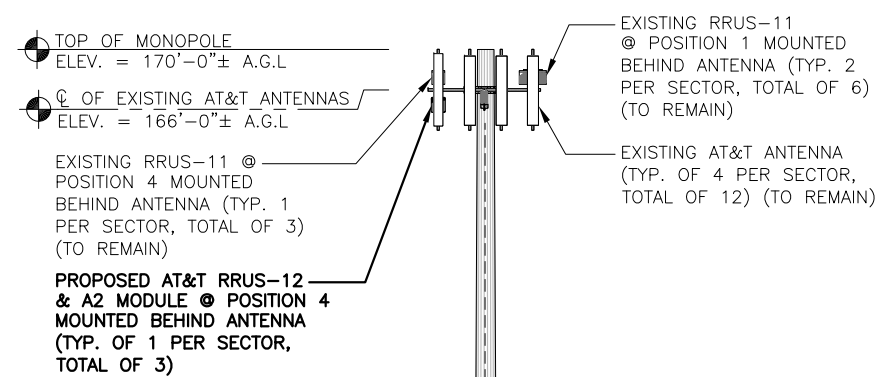 TOP OF MONOPOLE
ELEV. = 170'-0"± A.G.L
℄ OF EXISTING AT&T ANTENNAS
ELEV. = 166'-0"± A.G.L
EXISTING RRUS-11 @
POSITION 4 MOUNTED
BEHIND ANTENNA (TYP. 1
PER SECTOR, TOTAL OF 3)
(TO REMAIN)
PROPOSED AT&T RRUS-12
& A2 MODULE @ POSITION 4
MOUNTED BEHIND ANTENNA
(TYP. OF 1 PER SECTOR,
TOTAL OF 3)
EXISTING RRUS-11
@ POSITION 1 MOUNTED
BEHIND ANTENNA (TYP. 2
PER SECTOR, TOTAL OF 6)
(TO REMAIN)
EXISTING AT&T ANTENNA
(TYP. OF 4 PER SECTOR,
TOTAL OF 12) (TO REMAIN)